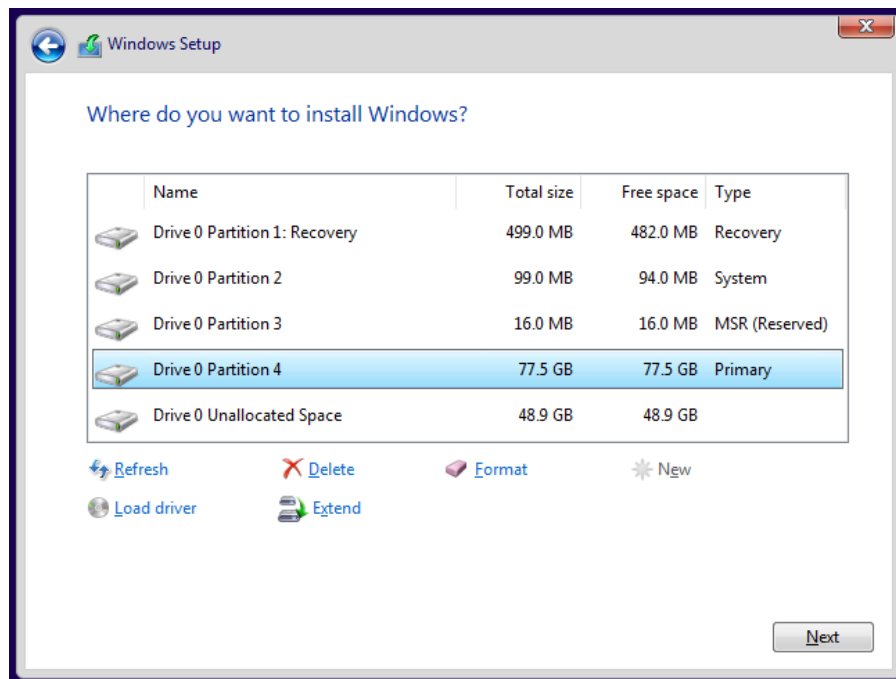 Windows Setup
Where do you want to install Windows?
Name Total size Free space Type
Drive 0 Partition 1: Recovery 499.0 MB 482.0 MB Recovery
Drive 0 Partition 2 99.0 MB 94.0 MB System
Drive 0 Partition 3 16.0 MB 16.0 MB MSR (Reserved)
Drive 0 Partition 4 77.5 GB 77.5 GB Primary
Drive 0 Unallocated Space 48.9 GB 48.9 GB
Refresh Delete Format New
Load driver Extend
Next